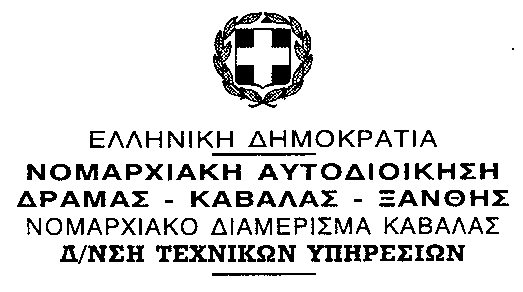 ΕΛΛΗΝΙΚΗ ΔΗΜΟΚΡΑΤΙΑ
ΝΟΜΑΡΧΙΑΚΗ ΑΥΤΟΔΙΟΙΚΗΣΗ
ΔΡΑΜΑΣ - ΚΑΒΑΛΑΣ - ΞΑΝΘΗΣ
ΝΟΜΑΡΧΙΑΚΟ ΔΙΑΜΕΡΙΣΜΑ ΚΑΒΑΛΑΣ
Δ/ΝΣΗ ΤΕΧΝΙΚΩΝ ΥΠΗΡΕΣΙΩΝ